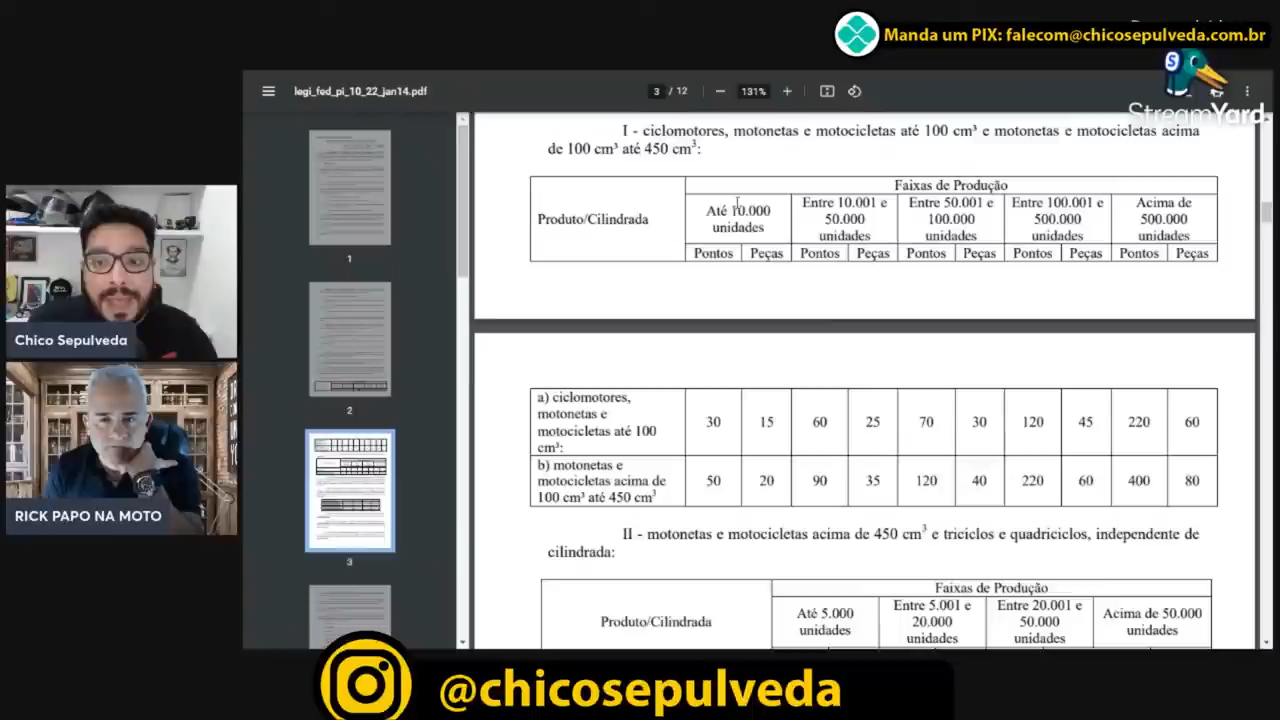 Manda um PIX: falecom@chicosepulveda.com.br
S
StreamYard
legi_fed_pi_10_22_jan14.pdf
3 / 12
131%
1
2
3
Chico Sepulveda
RICK PAPO NA MOTO
I - ciclomotores, motonetas e motocicletas até 100 cm³ e motonetas e motocicletas acima
de 100 cm³ até 450 cm³:
Faixas de Produção
Produto/Cilindrada
Até 10.000
unidades
Entre 10.001 e
50.000
unidades
Entre 50.001 e
100.000
unidades
Entre 100.001 e
500.000
unidades
Acima de
500.000
unidades
Pontos Peças Pontos Peças Pontos Peças Pontos Peças Pontos Peças
a) ciclomotores,
motonetas e
motocicletas até 100
cm³:
30 15 60 25 70 30 120 45 220 60
b) motonetas e
motocicletas acima de
100 cm³ até 450 cm³
50 20 90 35 120 40 220 60 400 80
II - motonetas e motocicletas acima de 450 cm³ e triciclos e quadriciclos, independente de
cilindrada:
Faixas de Produção
Produto/Cilindrada
Até 5.000
unidades
Entre 5.001 e
20.000
unidades
Entre 20.001 e
50.000
unidades
Acima de 50.000
unidades
@chicosepulveda